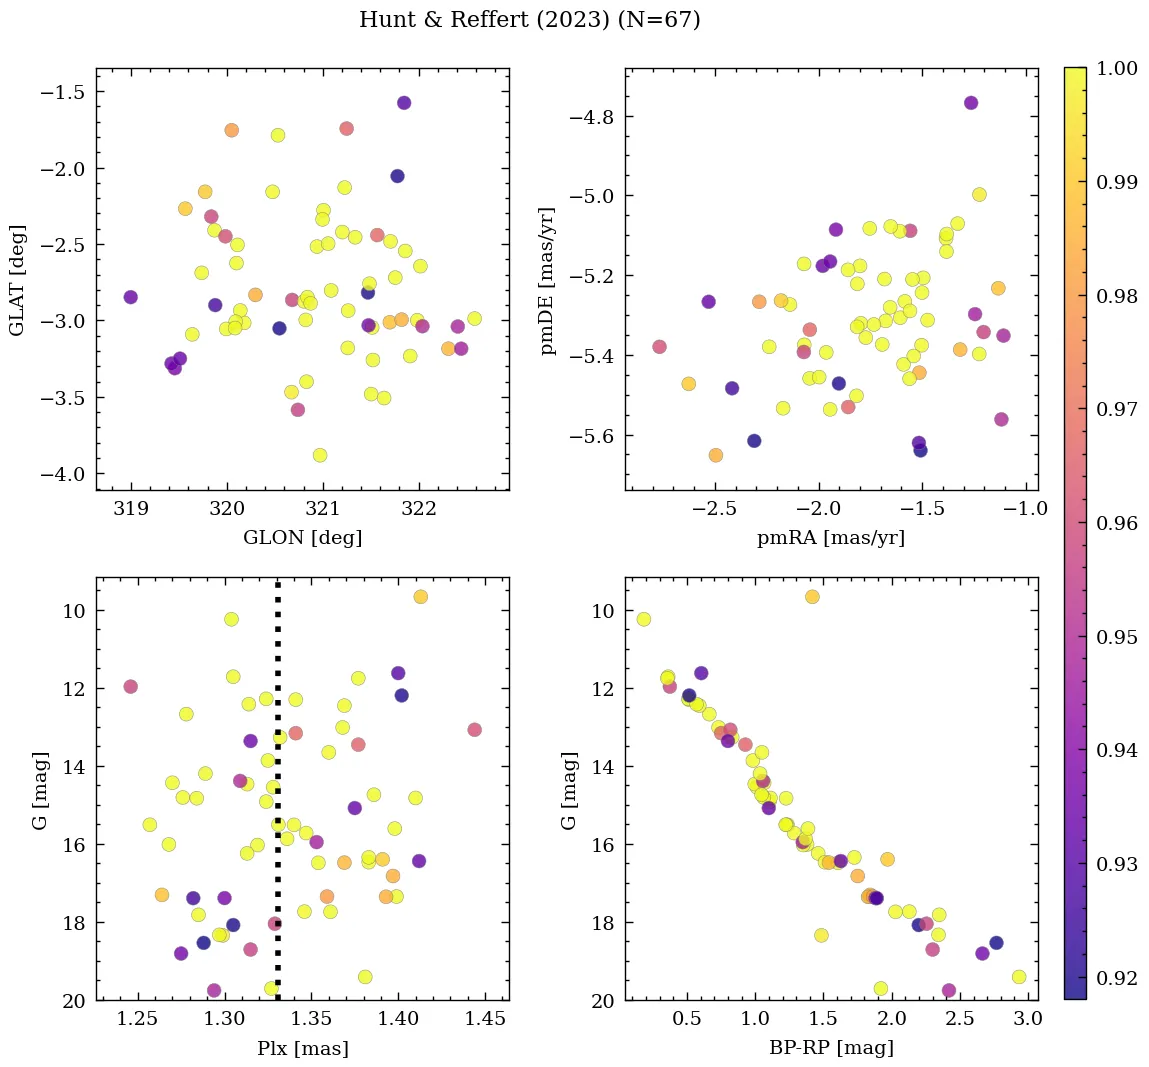 Hunt & Reffert (2023) (N=67)
−1.5
−2.0
−2.5
−3.0
−3.5
−4.0
GLAT [deg]
319 320 321 322
GLON [deg]
−4.8
−5.0
−5.2
−5.4
−5.6
pmDE [mas/yr]
−2.5 −2.0 −1.5 −1.0
pmRA [mas/yr]
1.00
0.99
0.98
0.97
0.96
0.95
0.94
0.93
0.92
10
12
14
16
18
20
G [mag]
1.25 1.30 1.35 1.40 1.45
Plx [mas]
10
12
14
16
18
20
G [mag]
0.5 1.0 1.5 2.0 2.5 3.0
BP-RP [mag]